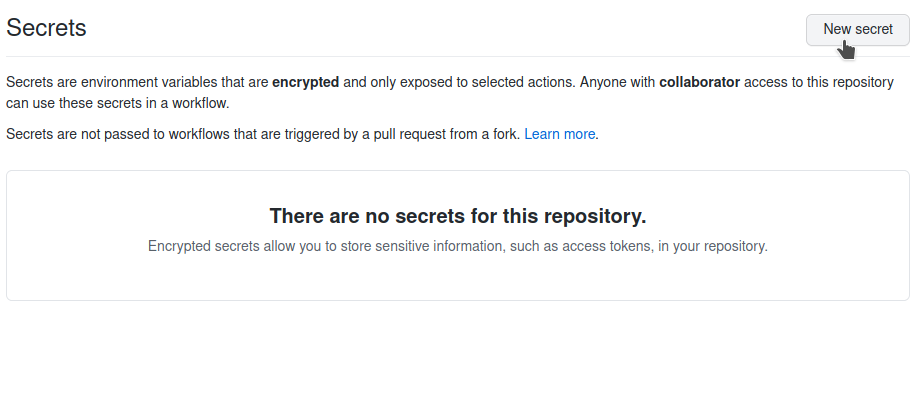 Secrets
New secret
Secrets are environment variables that are encrypted and only exposed to selected actions. Anyone with collaborator access to this repository
can use these secrets in a workflow.
Secrets are not passed to workflows that are triggered by a pull request from a fork. Learn more.
There are no secrets for this repository.
Encrypted secrets allow you to store sensitive information, such as access tokens, in your repository.